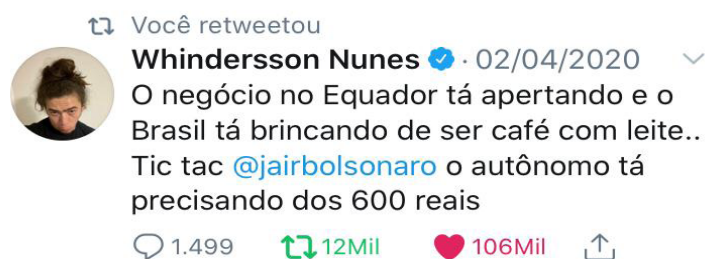 Você retweetou
Whindersson Nunes · 02/04/2020
O negócio no Equador tá apertando e o
Brasil tá brincando de ser café com leite..
Tic tac @jairbolsonaro o autônomo tá
precisando dos 600 reais
1.499 12Mil 106Mil